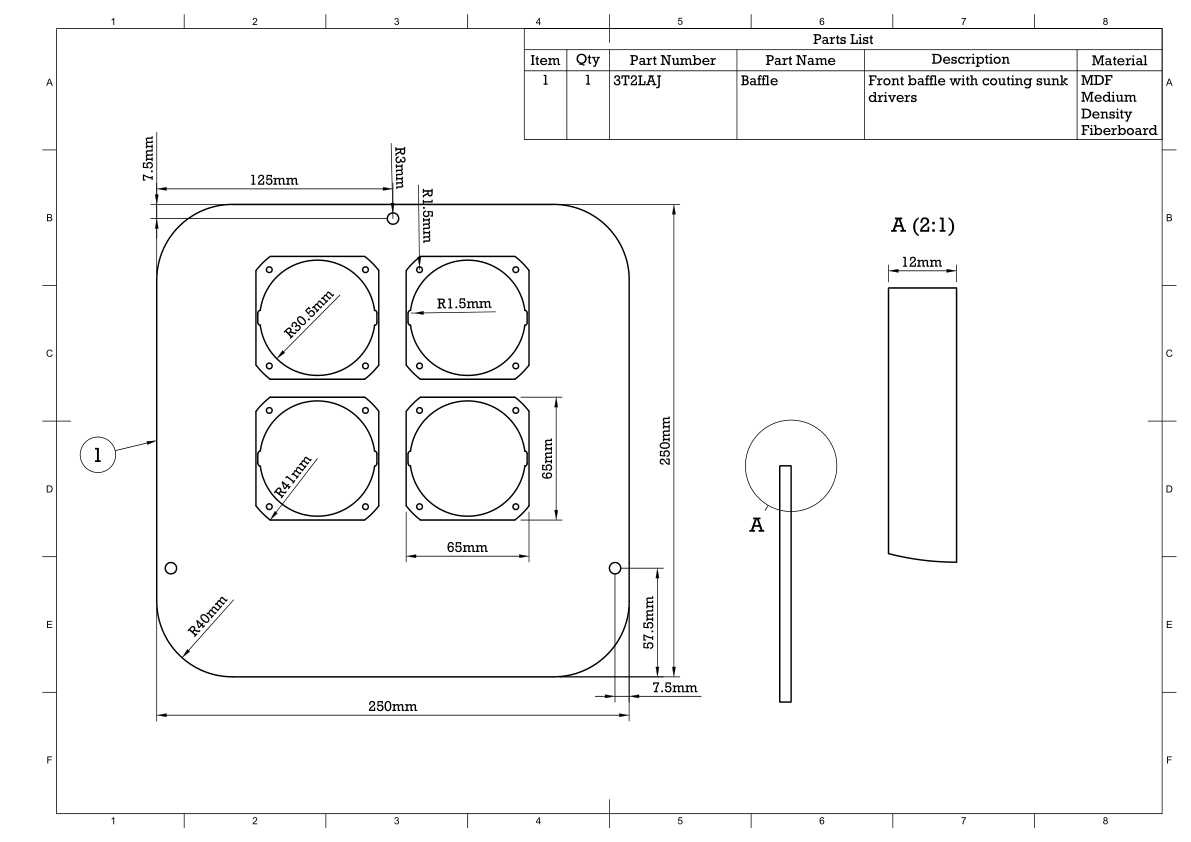 1 2 3 4 5 6 7 8
Parts List
Item Qty Part Number Part Name Description Material
1 1 3T2LAJ Baffle Front baffle with couting sunk drivers MDF
Medium
Density
Fiberboard
A A
7.5mm
125mm
R3mm
R1.5mm
B B
A (2:1)
12mm
R30.5mm
R1.5mm
C C
250mm
1
R41mm
65mm
D D
A
65mm
R40mm
57.5mm
E E
7.5mm
250mm
F F
1 2 3 4 5 6 7 8